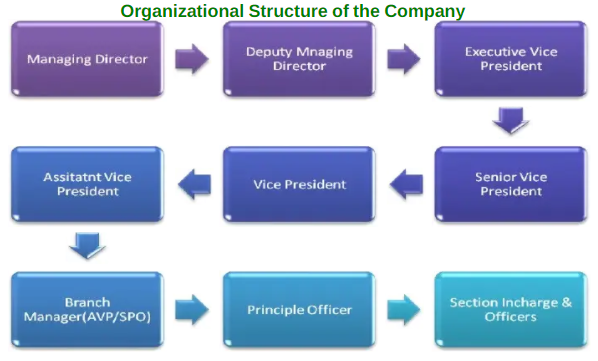 Organizational Structure of the Company
Managing Director
Deputy Mnaging
Director
Executive Vice
President
Senior Vice
President
Vice President
Assitatnt Vice
President
Branch
Manager(AVP/SPO)
Principle Officer
Section Incharge &
Officers